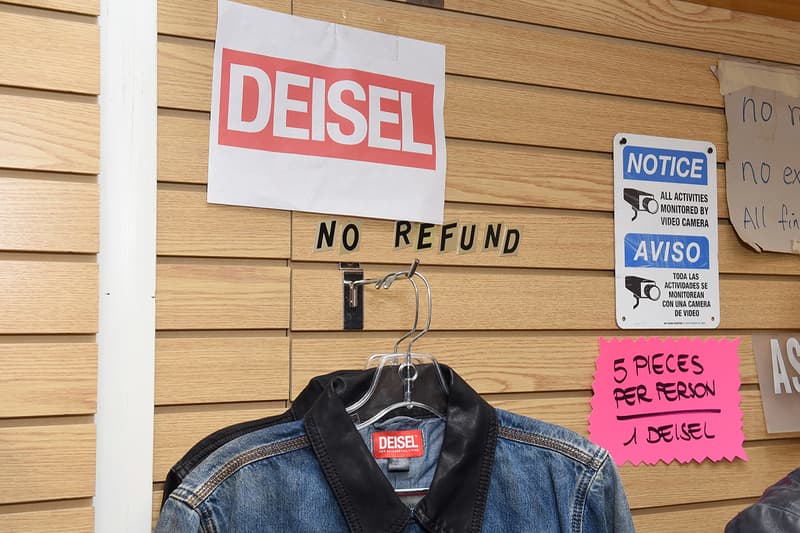 DEISEL
NO REFUND
NOTICE
ALL ACTIVITIES
MONITORED BY
VIDEO CAMERA
AVISO
TODA LAS
ACTIVIDADES SE
MONITOREAN
CON UNA CAMERA
DE VIDEO
no
no
All
5 PIECES
PER PERSON
1 DEISEL
DEISEL